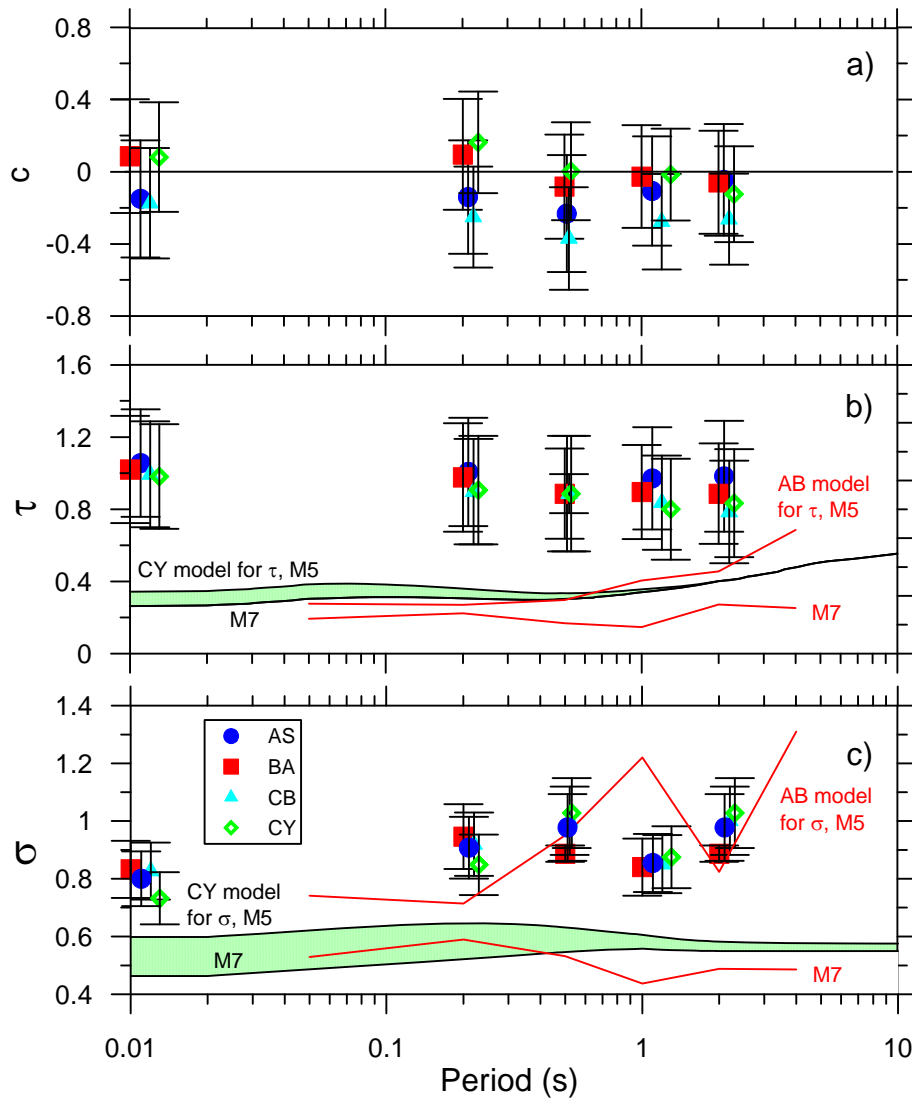 0.8
0.4
0
-0.4
-0.8
c
a)
1.6
1.2
0.8
0.4
0
τ
b)
AB model
for τ, M5
CY model for τ, M5
M7
M7
1.4
1.2
1
0.8
0.6
0.4
σ
c)
AS
BA
CB
CY
AB model
for σ, M5
CY model
for σ, M5
M7
M7
0.01
0.1
1
10
Period (s)